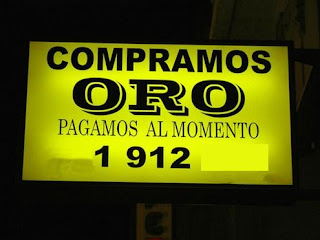 COMPRAMOS
ORO
PAGAMOS AL MOMENTO
1 912